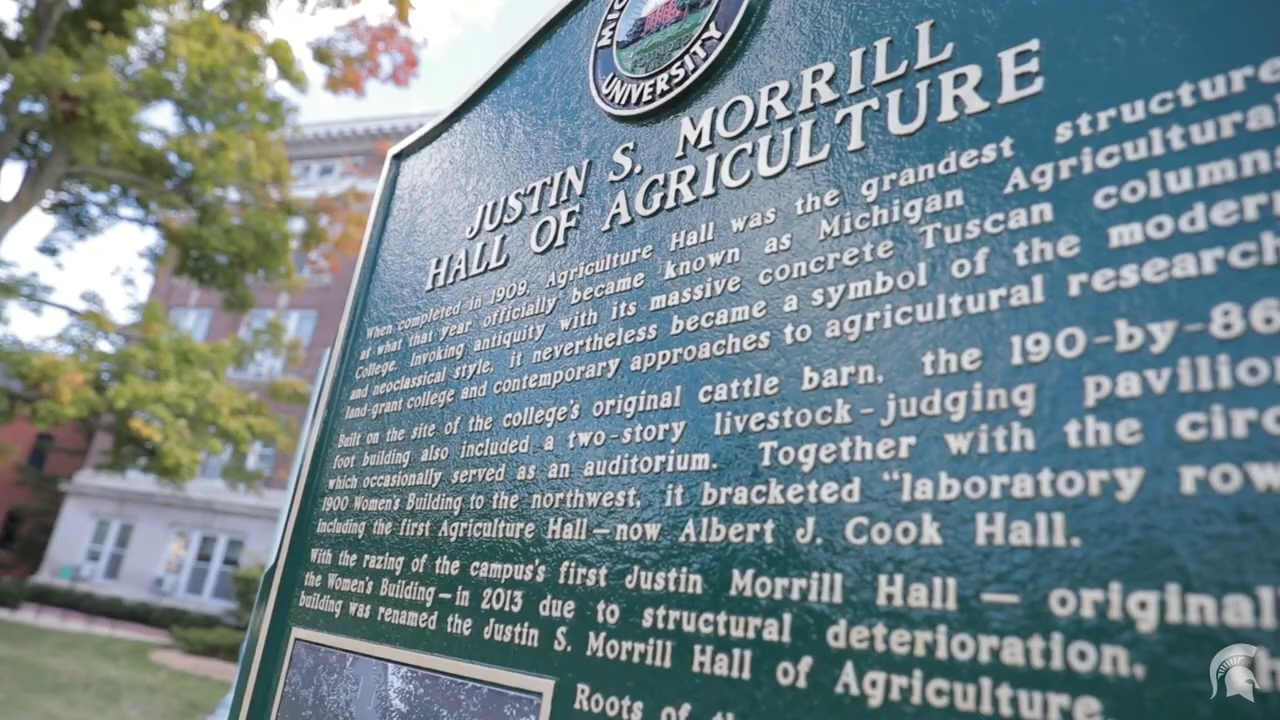 MIC
UNIVERSITY
JUSTIN S. MORRILL
HALL OF AGRICULTURE
When completed in 1909, Agriculture Hall was the grandest structure
at what that year officially became known as Michigan Agricultural
College. Invoking antiquity with its massive concrete Tuscan column
and neoclassical style, it nevertheless became a symbol of the modern
land-grant college and contemporary approaches to agricultural research
Built on the site of the college's original cattle barn, the 190-by-86
foot building also included a two-story livestock-judging pavilion
which occasionally served as an auditorium. Together with the circ
1900 Women's Building to the northwest, it bracketed "laboratory row
including the first Agriculture Hall—now Albert J. Cook Hall.
With the razing of the campus's first Justin Morrill Hall — original
the Women's Building—in 2013 due to structural deterioration,
building was renamed the Justin S. Morrill Hall of Agriculture
Roots of